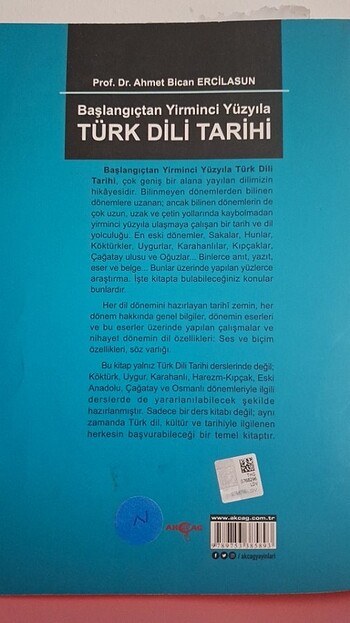 Prof. Dr. Ahmet Bican ERCİLASUN
Başlangıçtan Yirminci Yüzyıla
TÜRK DİLİ TARİHİ
Başlangıçtan Yirminci Yüzyıla Türk Dili
Tarihi, çok geniş bir alana yayılan dilimizin
hikâyesidir. Bilinmeyen dönemlerden bilinen
dönemlere uzanan; ancak bilinen dönemlerin de
çok uzun, uzak ve çetin yollarında kaybolmadan
yirminci yüzyıla ulaşmaya çalışan bir tarih ve dil
yolculuğu. En eski dönemler, Sakalar, Hunlar,
Köktürkler, Uygurlar, Karahanlılar, Kıpçaklar,
Çağatay ulusu ve Oğuzlar... Binlerce anıt, yazıt,
eser ve belge... Bunlar üzerinde yapılan yüzlerce
araştırma. İşte kitapta bulabileceğiniz konular
bunlardır.
Her dil dönemini hazırlayan tarihî zemin, her
dönem hakkında genel bilgiler, dönemin eserleri
ve bu eserler üzerinde yapılan çalışmalar ve
nihayet dönemin dil özellikleri: Ses ve biçim
özellikleri, söz varlığı.
Bu kitap yalnız Türk Dili Tarihi derslerinde değil;
Köktürk, Uygur, Karahanlı, Harezm-Kıpçak, Eski
Anadolu, Çağatay ve Osmanlı dönemleriyle ilgili
derslerde de yararlanılabilecek şekilde
hazırlanmıştır. Sadece bir ders kitabı değil; aynı
zamanda Türk dil, kültür ve tarihiyle ilgilenen
herkesin başvurabileceği bir temel kitaptır.
AKÇAĞ
www.akcag.com.tr
/ akcagyayinlari